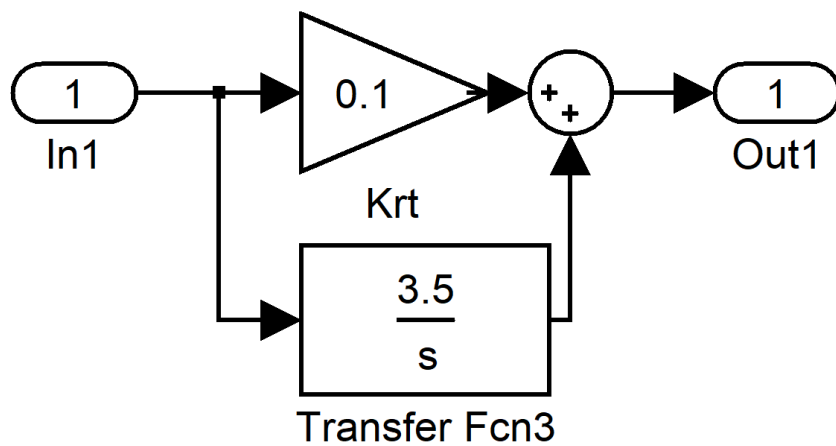 1
In1
0.1
Krt
+
+
1
Out1
3.5
s
Transfer Fcn3